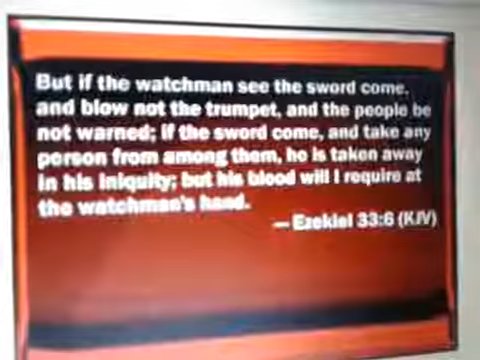 But if the watchman see the sword come,
and blow not the trumpet, and the people be
not warned; if the sword come, and take any
person from among them, he is taken away
in his iniquity; but his blood will I require at
the watchman's hand.
— Ezekiel 33:6 (KJV)